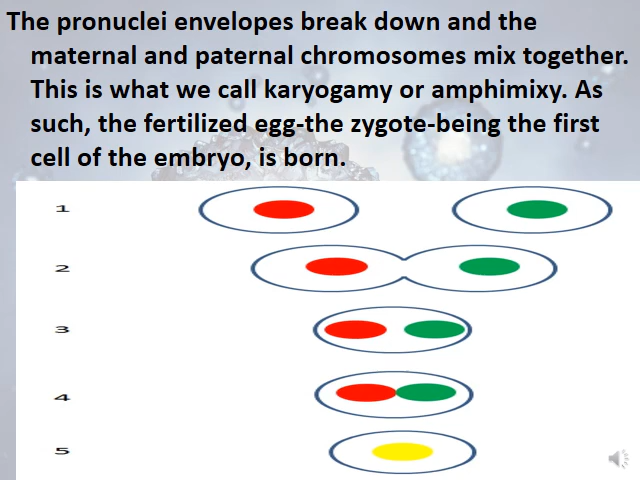 The pronuclei envelopes break down and the
maternal and paternal chromosomes mix together.
This is what we call karyogamy or amphimixy. As
such, the fertilized egg-the zygote-being the first
cell of the embryo, is born.
1
2
3
4
5